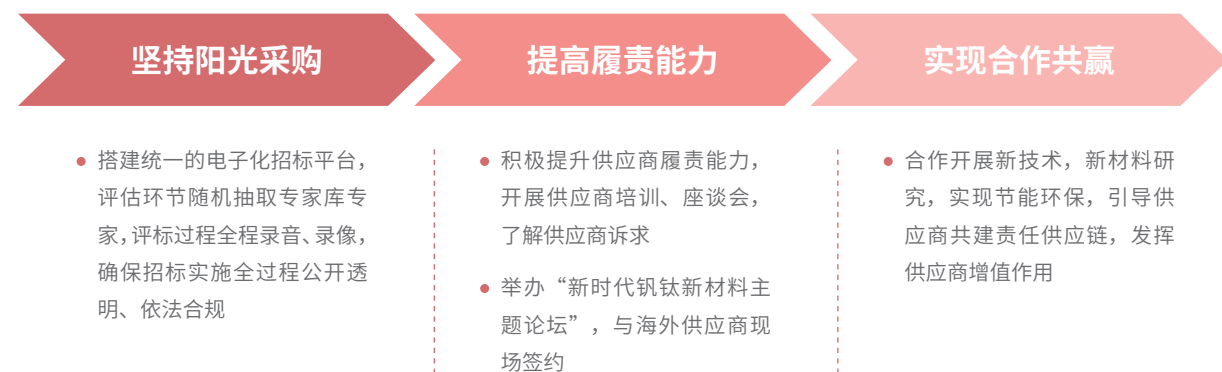 坚持阳光采购
提高履责能力
实现合作共赢
搭建统一的电子化招标平台，
评估环节随机抽取专家库专
家，评标过程全程录音、录像，
确保招标实施全过程公开透
明、依法合规
积极提升供应商履责能力，
开展供应商培训、座谈会，
了解供应商诉求
举办“新时代钒钛新材料主
题论坛”，与海外供应商现
场签约
合作开展新技术，新材料研
究，实现节能环保，引导供
应商共建责任供应链，发挥
供应商增值作用